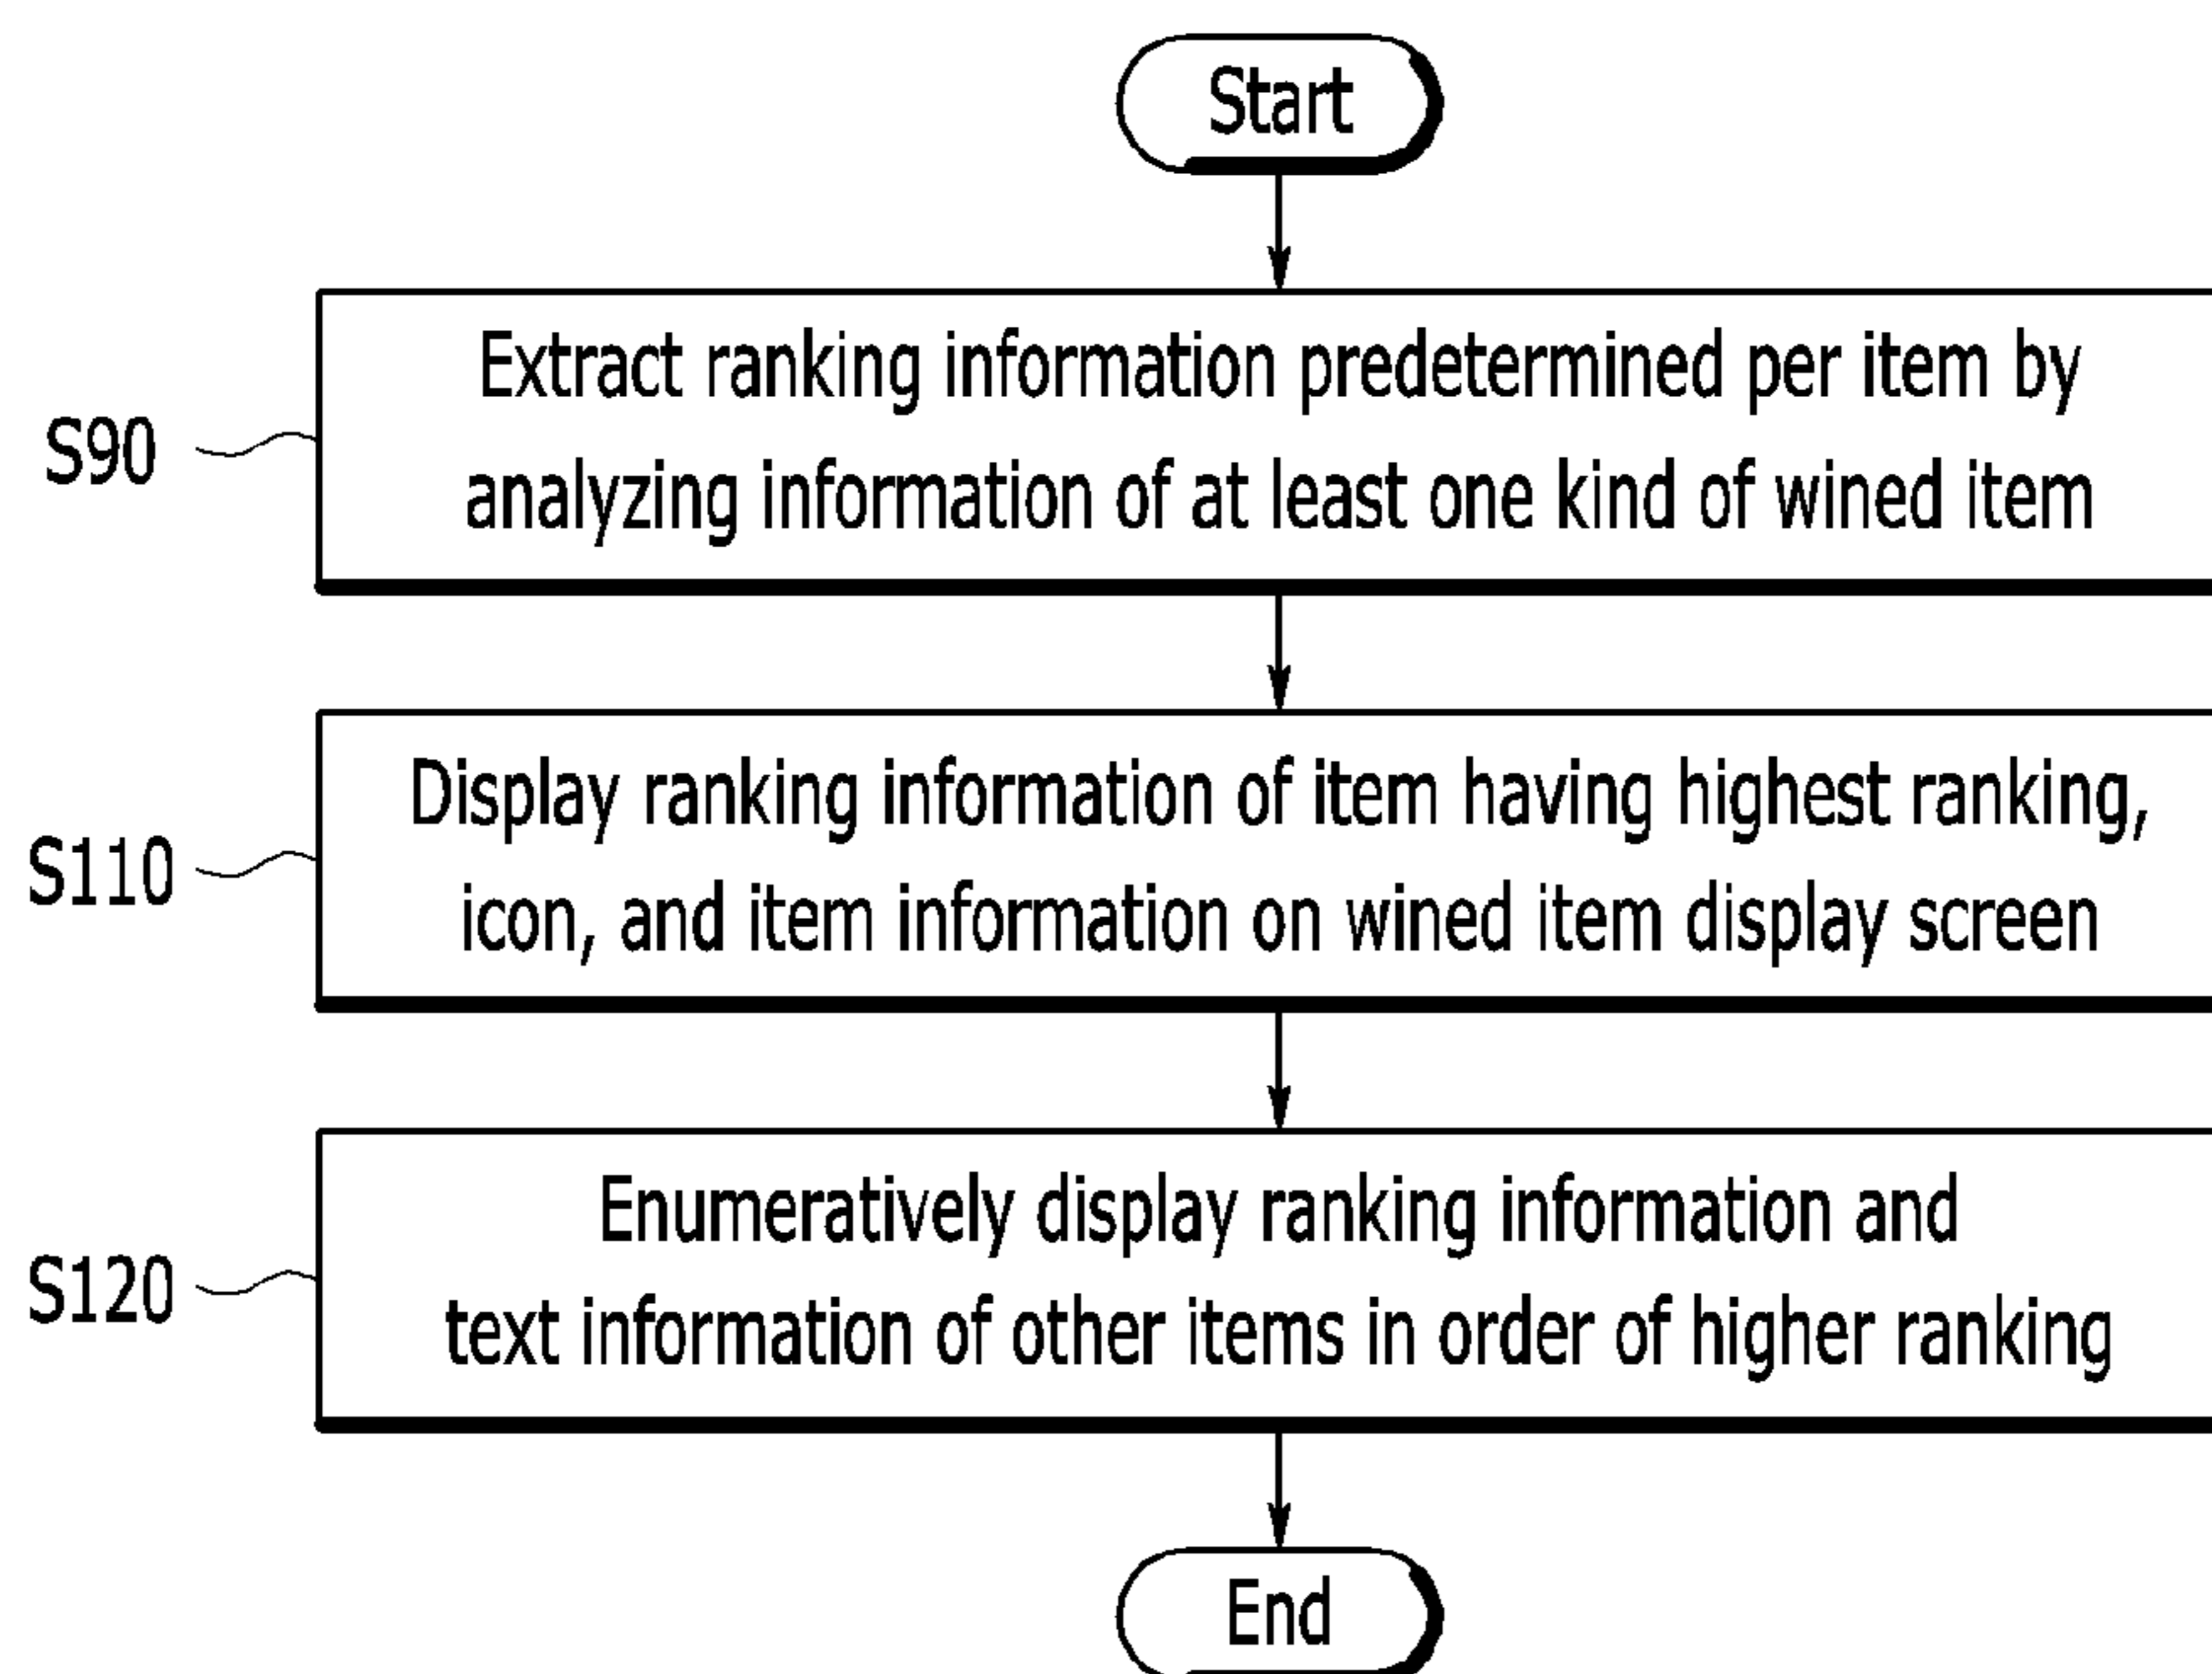 Start
S90
Extract ranking information predetermined per item by
analyzing information of at least one kind of wined item
S110
Display ranking information of item having highest ranking,
icon, and item information on wined item display screen
S120
Enumeratively display ranking information and
text information of other items in order of higher ranking
End